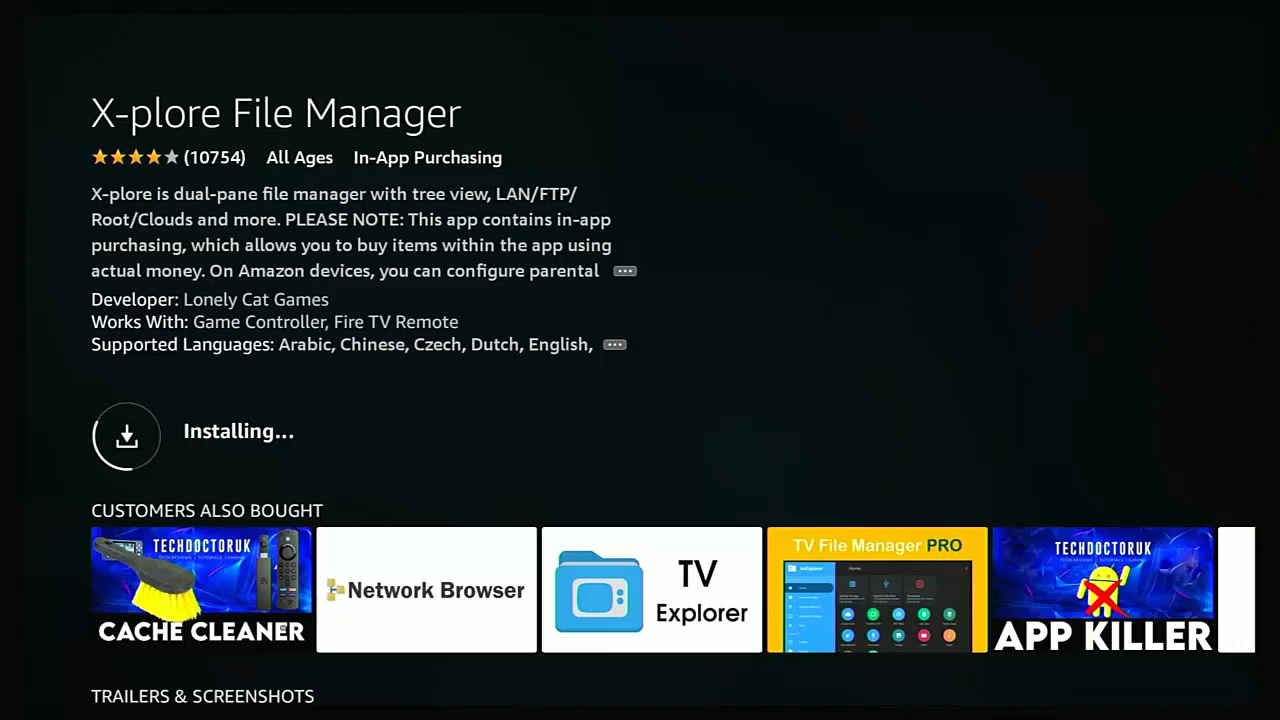 X-plore File Manager
(10754) All Ages In-App Purchasing
X-plore is dual-pane file manager with tree view, LAN/FTP/
Root/Clouds and more. PLEASE NOTE: This app contains in-app
purchasing, which allows you to buy items within the app using
actual money. On Amazon devices, you can configure parental
Developer: Lonely Cat Games
Works With: Game Controller, Fire TV Remote
Supported Languages: Arabic, Chinese, Czech, Dutch, English,
Installing...
CUSTOMERS ALSO BOUGHT
TECHDOCTORUK
CACHE CLEANER
Network Browser
TV
Explorer
TV File Manager PRO
Home
TECHDOCTORUK
APP KILLER
TRAILERS & SCREENSHOTS